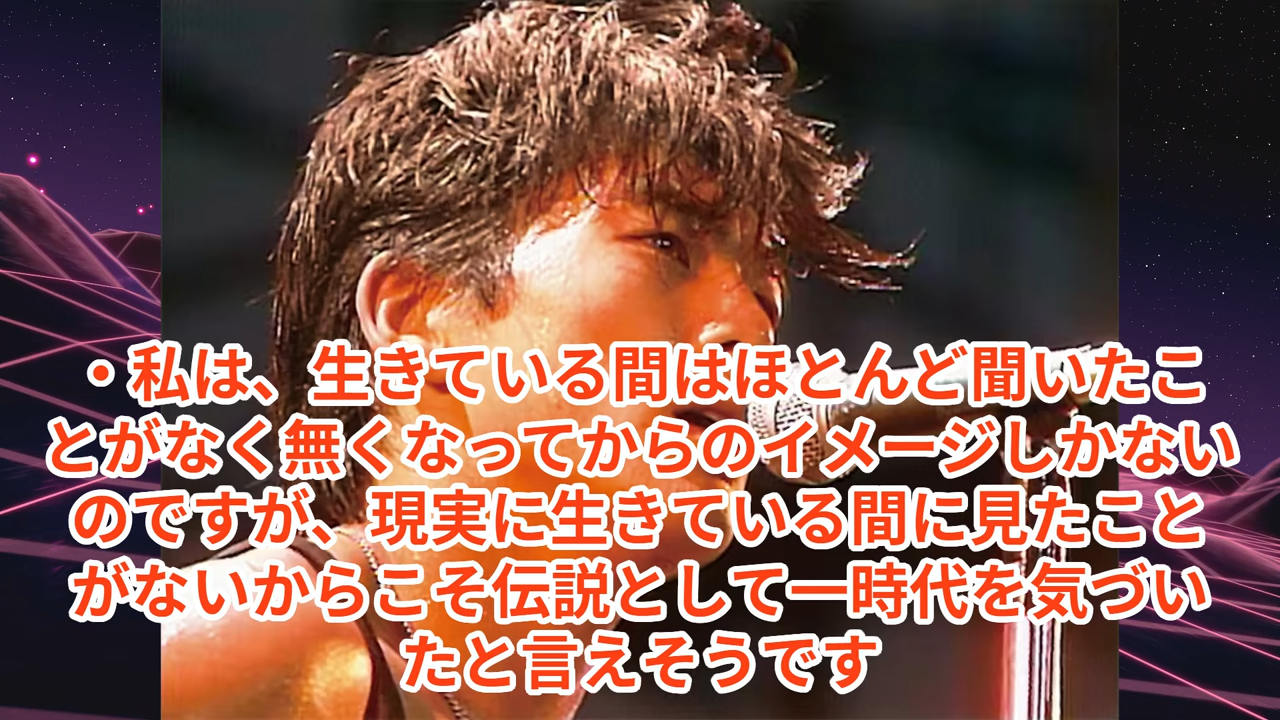 ・私は、生きている間はほとんど聞いたこ
とがなく無くなってからのイメージしかない
のですが、現実に生きている間に見たこと
がないからこそ伝説として一時代を気づい
たと言えそうです